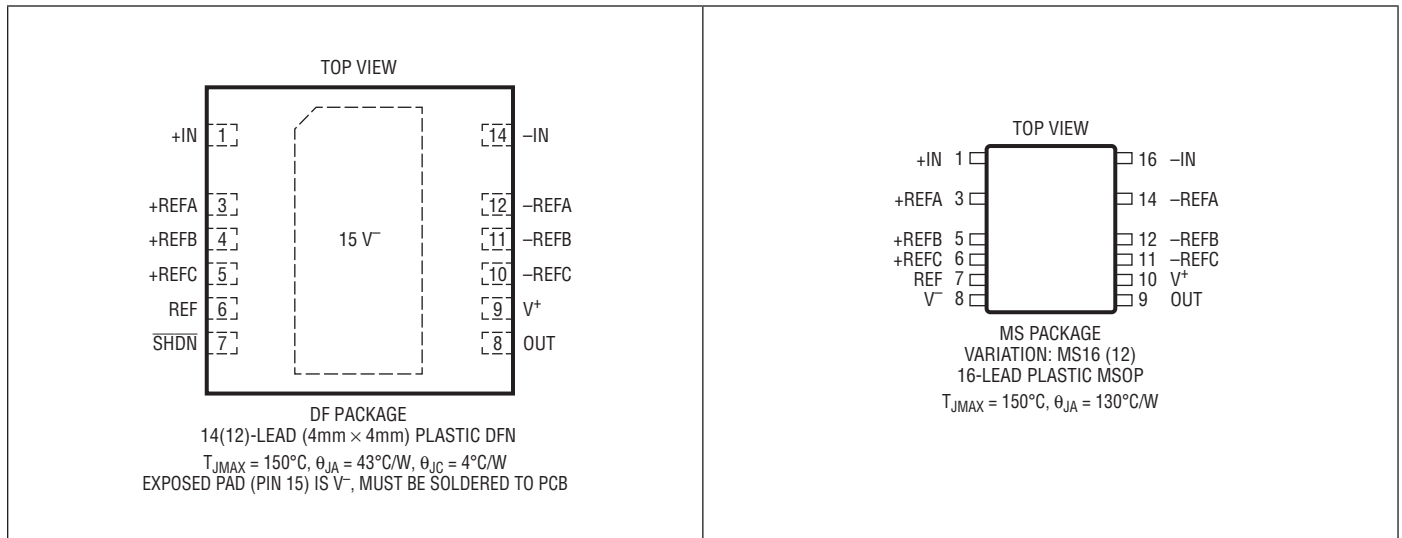 TOP VIEW
+IN 1 14 –IN
+REFA 3 12 –REFA
+REFB 4 15 V– 11 –REFB
+REFC 5 10 –REFC
REF 6 9 V+
SHDN 7 8 OUT
DF PACKAGE
14(12)-LEAD (4mm × 4mm) PLASTIC DFN
TJMAX = 150°C, θJA = 43°C/W, θJC = 4°C/W
EXPOSED PAD (PIN 15) IS V–, MUST BE SOLDERED TO PCB
TOP VIEW
+IN 1 16 –IN
+REFA 3 14 –REFA
+REFB 5 12 –REFB
+REFC 6 11 –REFC
REF 7 10 V+
V– 8 9 OUT
MS PACKAGE
VARIATION: MS16 (12)
16-LEAD PLASTIC MSOP
TJMAX = 150°C, θJA = 130°C/W